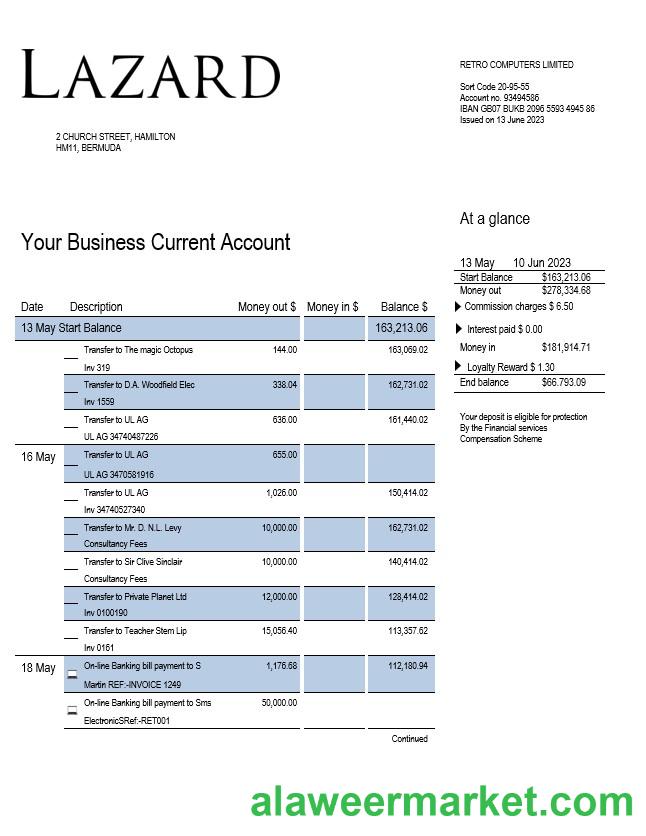 LAZARD
RETRO COMPUTERS LIMITED
Sort Code 20-95-55
Account no. 93494586
IBAN GB07 BUKB 2096 5593 4945 86
Issued on 13 June 2023
2 CHURCH STREET, HAMILTON
HM11, BERMUDA
At a glance
Your Business Current Account
13 May 10 Jun 2023
Start Balance $163,213.06
Money out $278,334.68
Commission charges $ 6.50
Interest paid $ 0.00
Money in $181,914.71
Loyalty Reward $ 1.30
End balance $66.793.09
Your deposit is eligible for protection
By the Financial services
Compensation Scheme
Date Description Money out $ Money in $ Balance $
13 May Start Balance 163,213.06
Transfer to The magic Octopus 144.00 163,069.02
Inv 319
Transfer to D.A. Woodfield Elec 338.04 162,731.02
Inv 1559
Transfer to UL AG 636.00 161,440.02
UL AG 34740487226
16 May Transfer to UL AG 655.00
UL AG 3470581916
Transfer to UL AG 1,026.00 150,414.02
Inv 34740527340
Transfer to Mr. D. N.L. Levy 10,000.00 162,731.02
Consultancy Fees
Transfer to Sir Clive Sinclair 10,000.00 140,414.02
Consultancy Fees
Transfer to Private Planet Ltd 12,000.00 128,414.02
Inv 0100190
Transfer to Teacher Stem Lip 15,056.40 113,357.62
Inv 0161
18 May On-line Banking bill payment to S 1,176.68 112,180.94
Martin REF:-INVOICE 1249
On-line Banking bill payment to Sms 50,000.00
ElectronicSRef:-RET001
Continued
alaweermarket.com